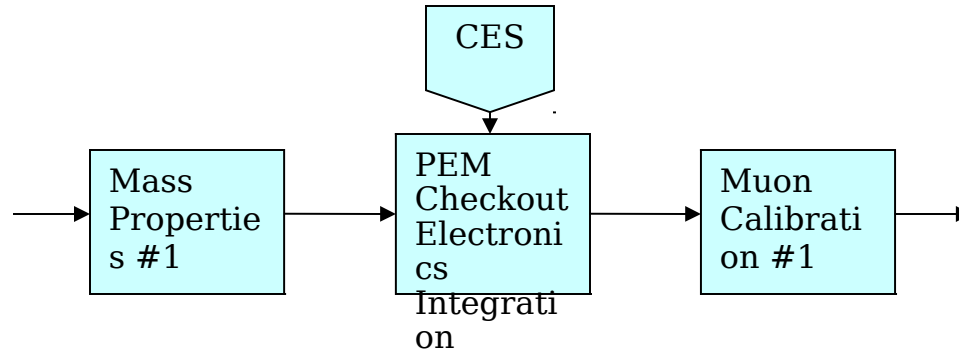 CES
Mass
Propertie
s #1
PEM
Checkout
Electroni
cs
Integrati
on
Muon
Calibrati
on #1